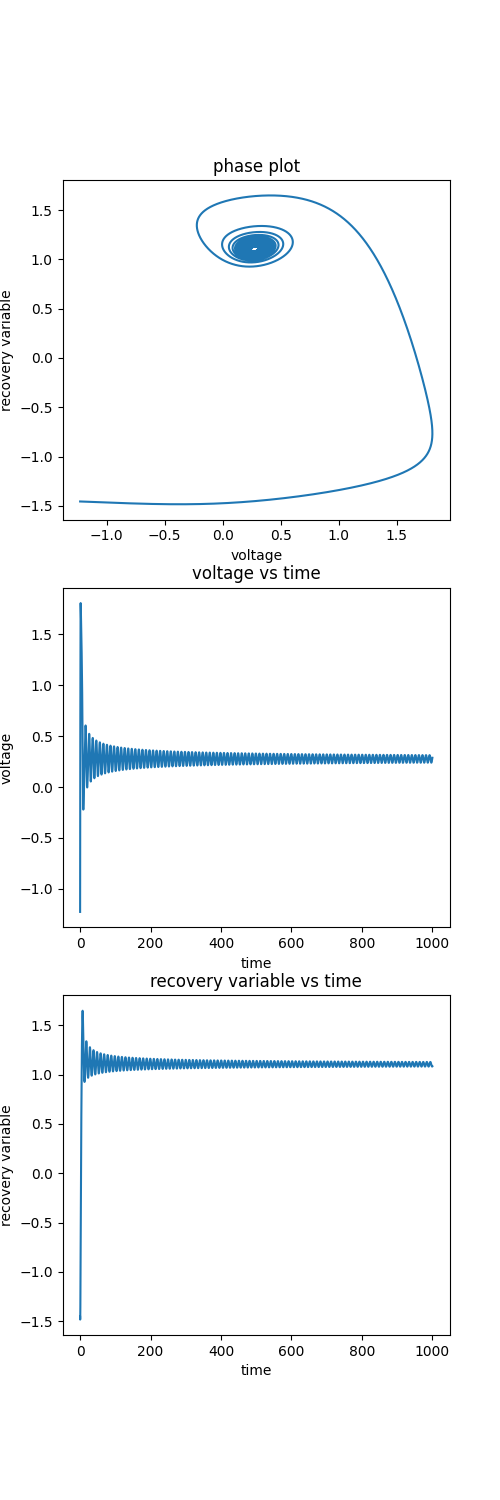 phase plot
recovery variable
1.5
1.0
0.5
0.0
−0.5
−1.0
−1.5
−1.0 −0.5 0.0 0.5 1.0 1.5
voltage
voltage vs time
voltage
1.5
1.0
0.5
0.0
−0.5
−1.0
0 200 400 600 800 1000
time
recovery variable vs time
recovery variable
1.5
1.0
0.5
0.0
−0.5
−1.0
−1.5
0 200 400 600 800 1000
time